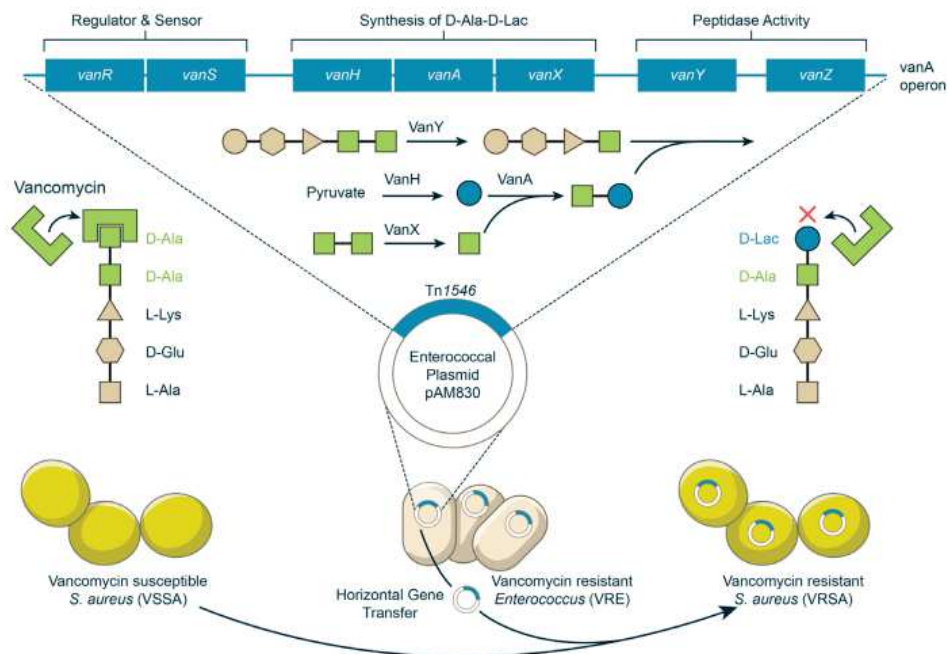 Regulator & Sensor
Synthesis of D-Ala-D-Lac
Peptidase Activity
vanR
vanS
vanH
vanA
vanX
vanY
vanZ
vanA
operon
VanY
Vancomycin
Pyruvate
VanH
VanA
VanX
D-Ala
D-Ala
L-Lys
D-Glu
L-Ala
D-Lac
D-Ala
L-Lys
D-Glu
L-Ala
Tn1546
Enterococcal
Plasmid
pAM830
Vancomycin susceptible
S. aureus (VSSA)
Horizontal Gene
Transfer
Vancomycin resistant
Enterococcus (VRE)
Vancomycin resistant
S. aureus (VRSA)